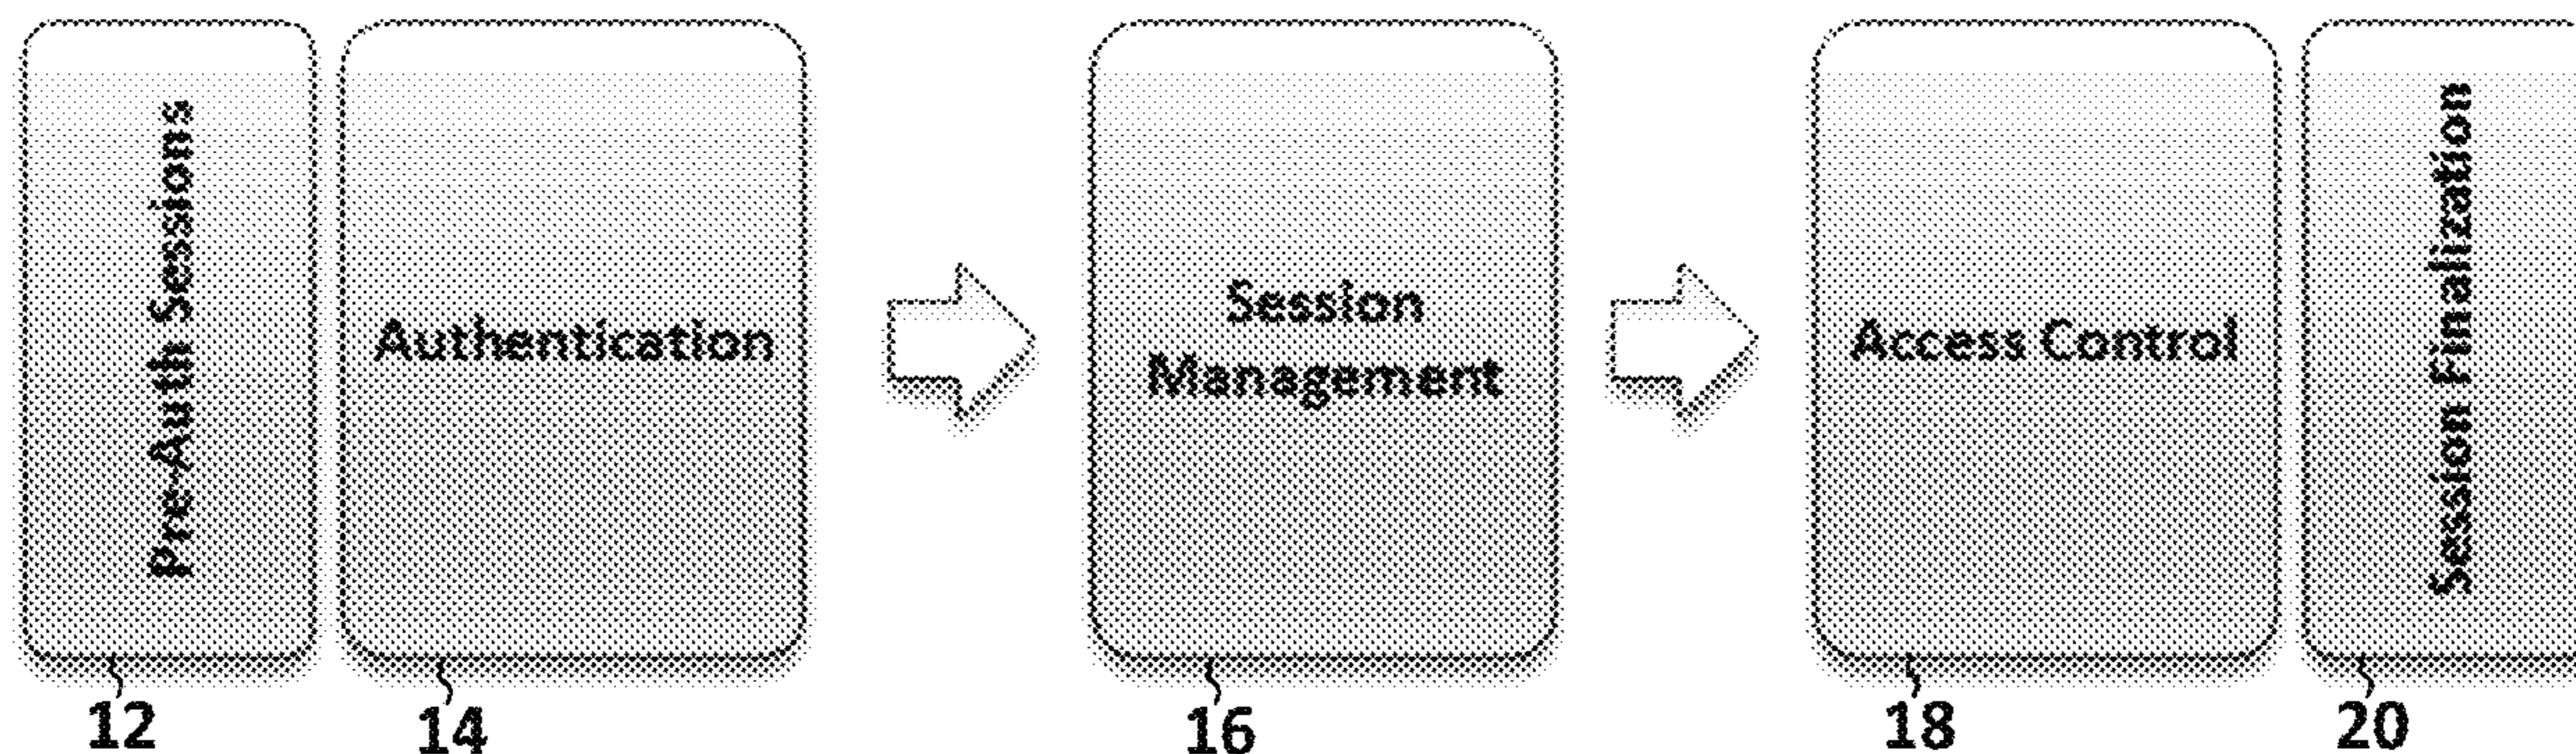 Pre-Auth Sessions
Authentication
Session
Management
Access Control
Session Finalization
12
14
16
18
20